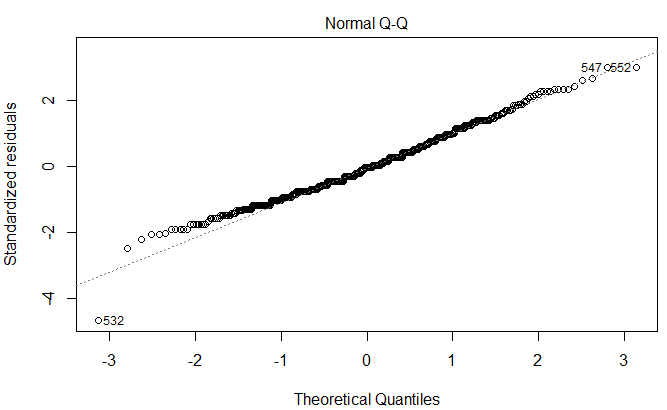 Normal Q-Q
547 552
2
0
-2
-4
532
Standardized residuals
-3 -2 -1 0 1 2 3
Theoretical Quantiles